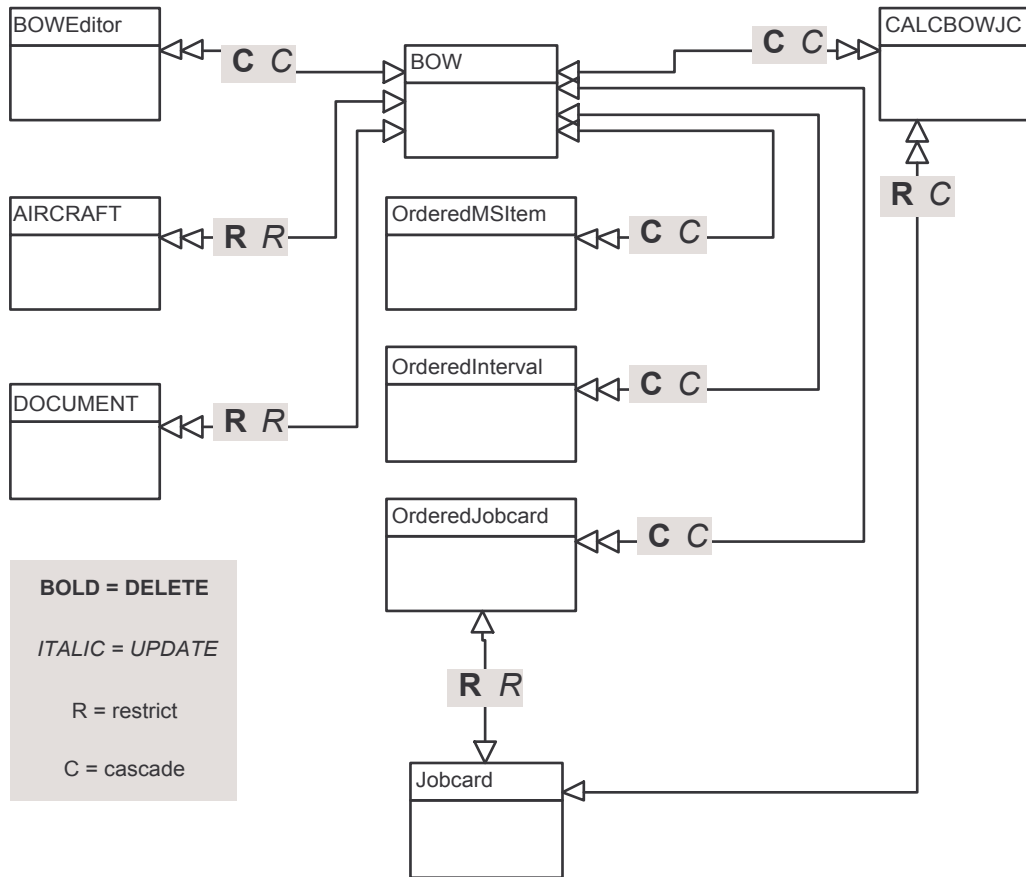 BOWEditor
CALCBOWJC
C C
BOW
C C
R C
AIRCRAFT
R R
OrderedMSItem
C C
OrderedInterval
C C
DOCUMENT
R R
OrderedJobcard
C C
BOLD = DELETE
ITALIC = UPDATE
R = restrict
C = cascade
R R
Jobcard